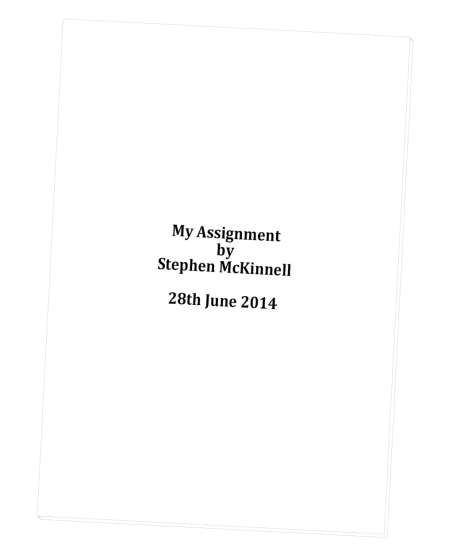 My Assignment
by
Stephen McKinnell
28th June 2014